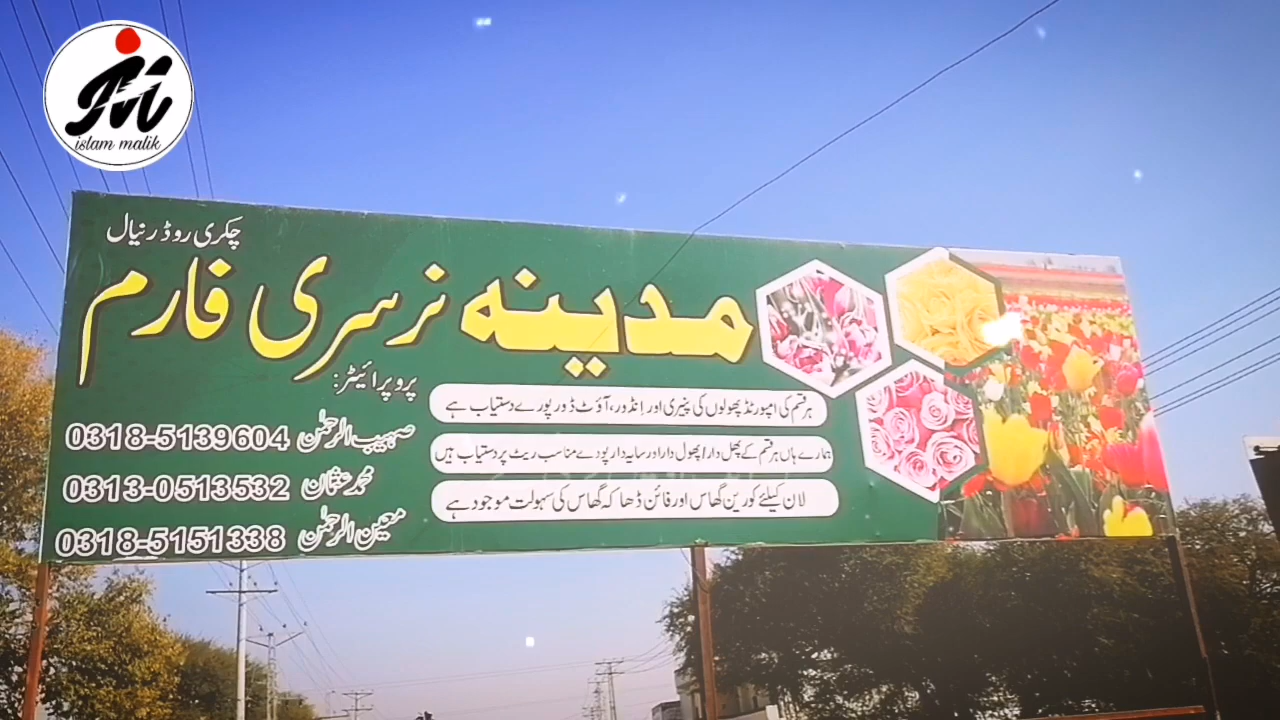 islam malik
چکری روڈ رنیال
مدینہ نرسری فارم
پروپرائیٹر:
صہیب الرحمٰن 0318-5139604
محمد عثمان 0313-0513532
معین الرحمٰن 0318-5151338
ہر قسم کی امپورٹڈ پھولوں کی پنیری اور انڈور، آؤٹ ڈور پورے دستیاب ہے
ہمارے ہاں ہر قسم کے پھل دار / پھول دار اور سایہ دار پودے مناسب ریٹ پر دستیاب ہیں
لان کیلئے کورین گھاس اور فائن ڈھاکہ گھاس کی سہولت موجود ہے